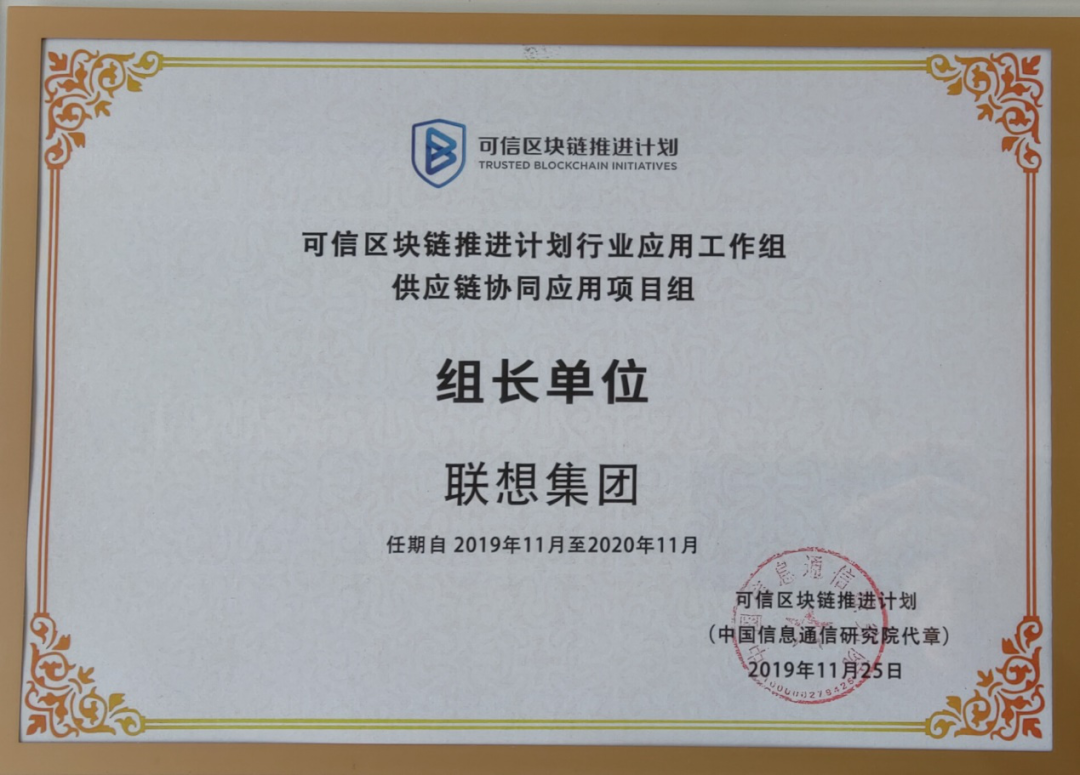 可信区块链推进计划
TRUSTED BLOCKCHAIN INITIATIVES
可信区块链推进计划行业应用工作组
供应链协同应用项目组
组长单位
联想集团
任期自 2019年11月至2020年11月
可信区块链推进计划
（中国信息通信研究院代章）
2019年11月25日